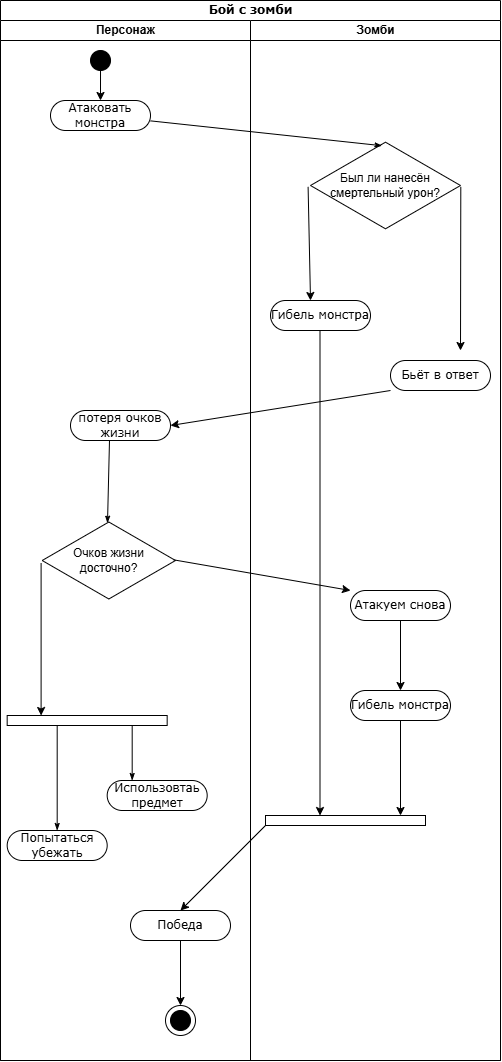 Бой с зомби
Персонаж
Зомби
Атаковать
монстра
Был ли нанесён
смертельный урон?
Гибель монстра
Бьёт в ответ
потеря очков
жизни
Очков жизни
досточно?
Атакуем снова
Гибель монстра
Использовтаь
предмет
Попытаться
убежать
Победа